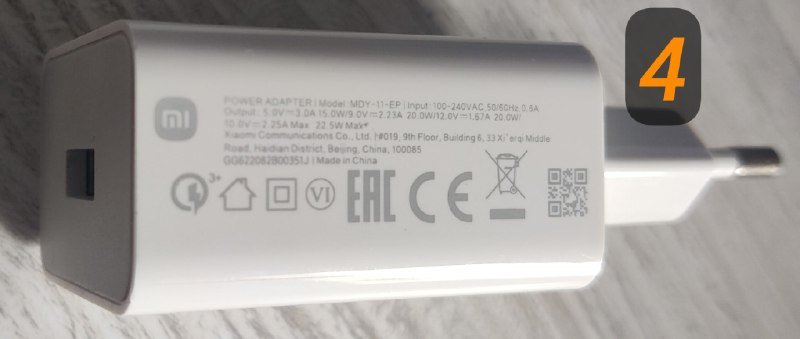 4
mi
POWER ADAPTER | Model: MDY-11-EP | Input: 100-240VAC, 50/60Hz, 0.6A
Output: 5.0V⎓3.0A 15.0W/9.0V⎓2.23A 20.0W/12.0V⎓1.67A 20.0W/
10.0V⎓2.25A Max 22.5W Max
Xiaomi Communications Co., Ltd. | #019, 9th Floor, Building 6, 33 Xi'erqi Middle
Road, Haidian District, Beijing, China, 100085
GG622082B00351J | Made in China
3+ VI EAC CE